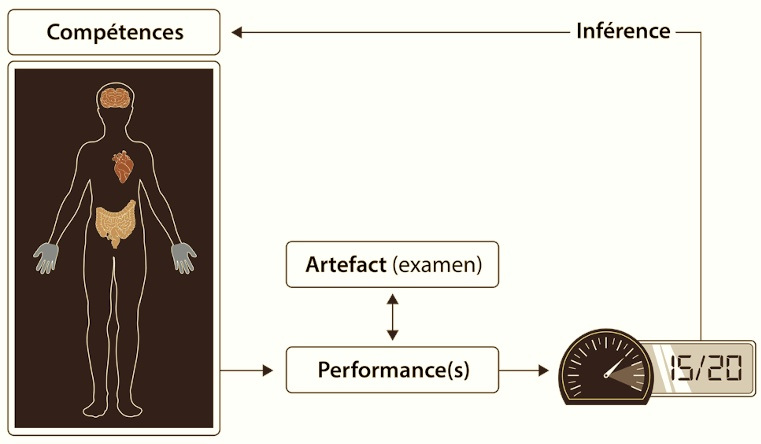 Compétences
Inférence
Artefact (examen)
Performance(s)
15/20